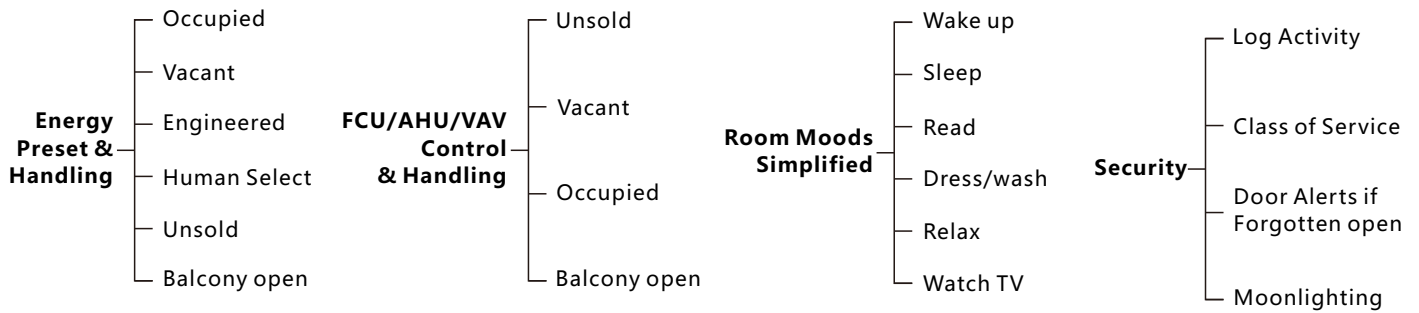 Energy
Preset &
Handling
Occupied
Vacant
Engineered
Human Select
Unsold
Balcony open
FCU/AHU/VAV
Control
& Handling
Unsold
Vacant
Occupied
Balcony open
Room Moods
Simplified
Wake up
Sleep
Read
Dress/wash
Relax
Watch TV
Security
Log Activity
Class of Service
Door Alerts if
Forgotten open
Moonlighting